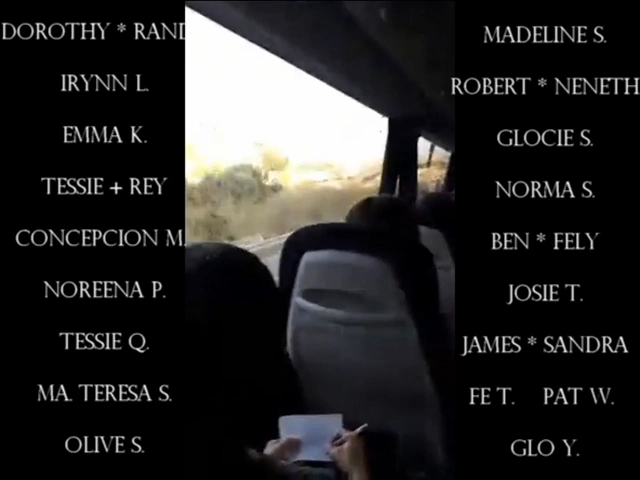 DOROTHY * RAND
IRYNN L.
EMMA K.
TESSIE + REY
CONCEPCION M.
NOREENA P.
TESSIE Q.
MA. TERESA S.
OLIVE S.
MADELINE S.
ROBERT * NENETH
GLOCIE S.
NORMA S.
BEN * FELY
JOSIE T.
JAMES * SANDRA
FE T. PAT W.
GLO Y.